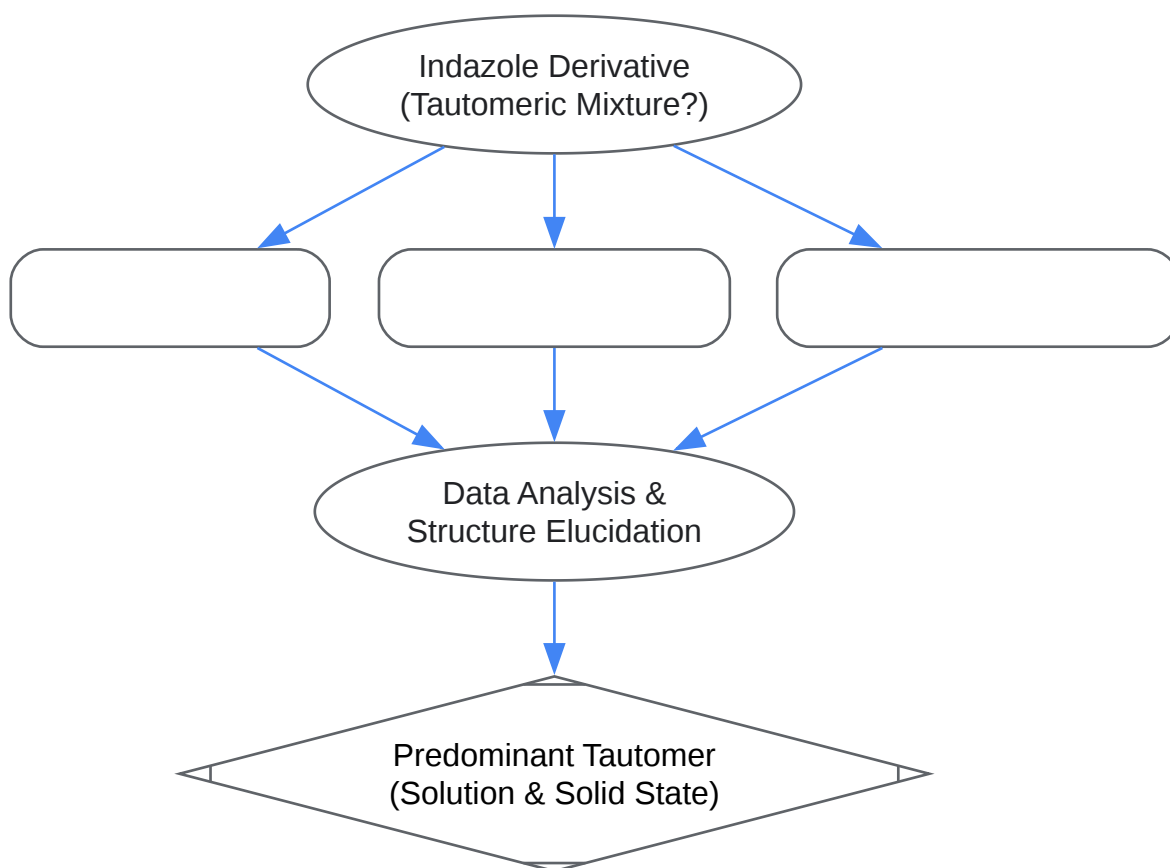 Indazole Derivative
(Tautomeric Mixture?)
Data Analysis &
Structure Elucidation
Predominant Tautomer
(Solution & Solid State)